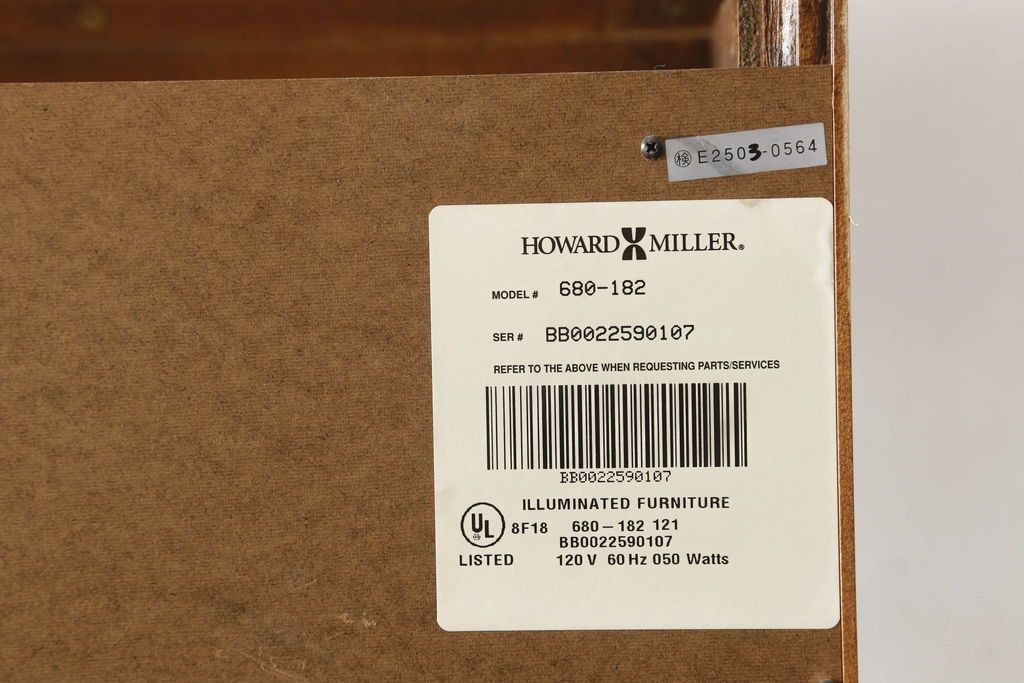 検 E2503-0564
HOWARD MILLER®
MODEL # 680-182
SER # BB0022590107
REFER TO THE ABOVE WHEN REQUESTING PARTS/SERVICES
BB0022590107
ILLUMINATED FURNITURE
UL 8F18 680-182 121
BB0022590107
LISTED 120 V 60 Hz 050 Watts